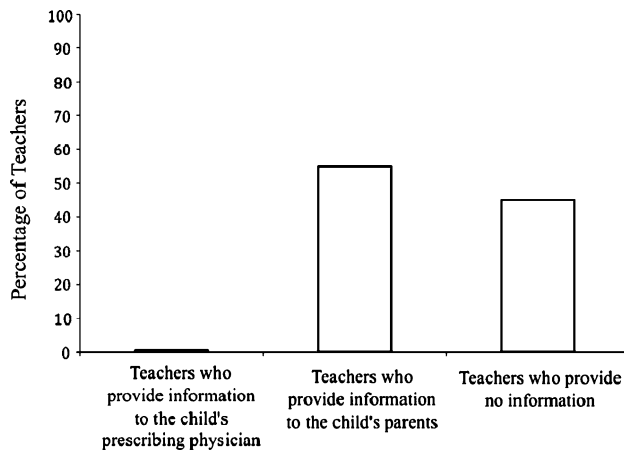 100
90
80
70
60
50
40
30
20
10
0
Percentage of Teachers
Teachers who
provide information
to the child's
prescribing physician
Teachers who
provide information
to the child's parents
Teachers who provide
no information